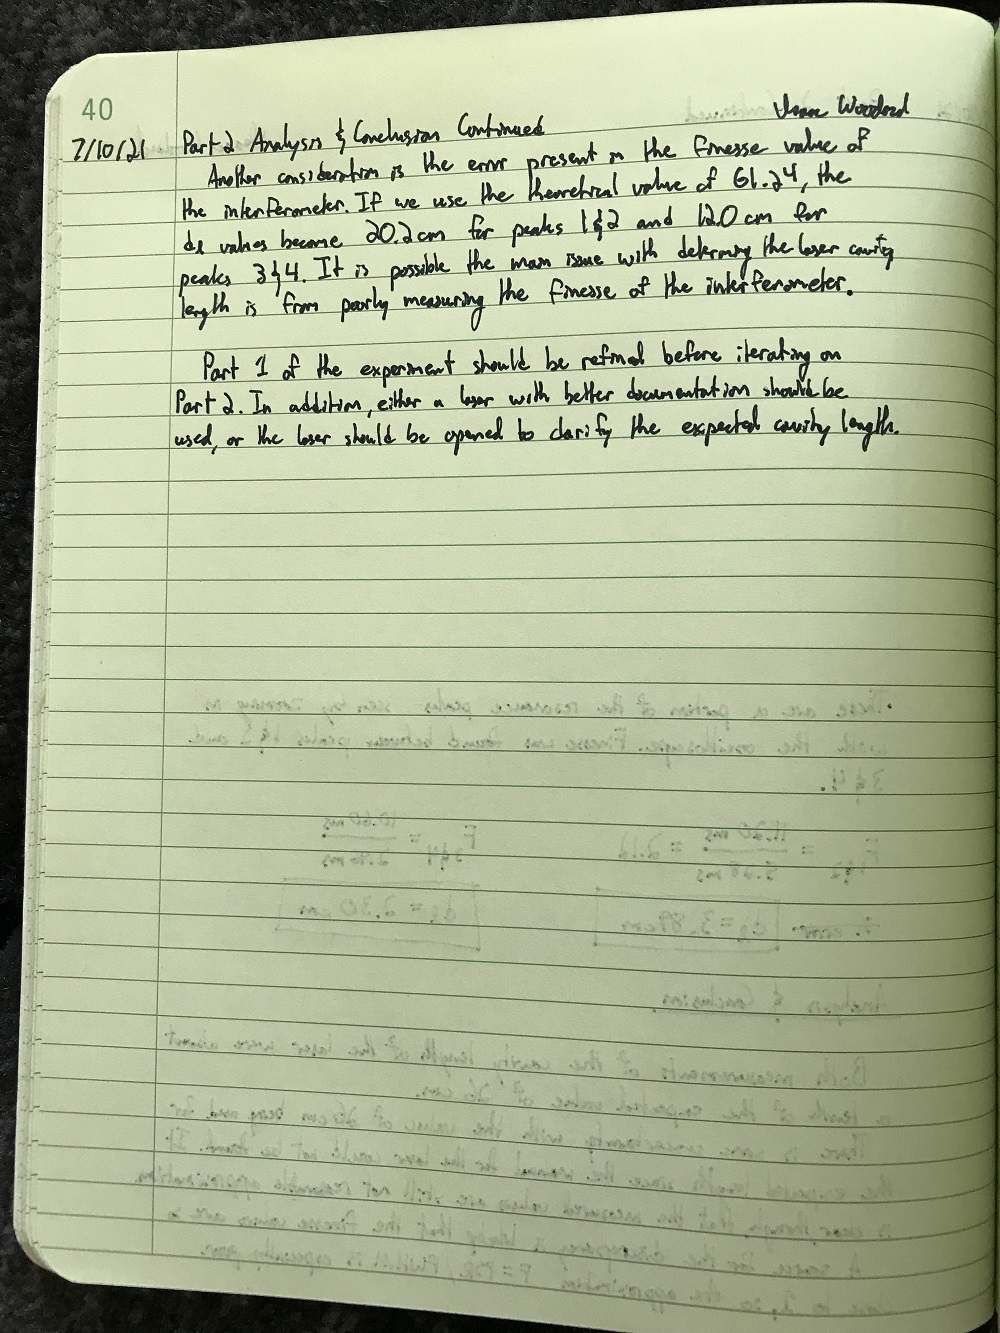 40
Woodard
7/10/21 Part 2 Analysis & Conclusion Continued
Another consideration is the error present in the finesse value of
the interferometer. If we use the theoretical value of 61.24, the
dℓ values become 20.2cm for peaks 1&2 and 12.0 cm for
peaks 3&4. It is possible the main issue with determing the laser cavity
length is from poorly measuring the finesse of the interferometer.
Part 1 of the experiment should be refined before iterating on
Part 2. In addition, either a laser with better documentation should be
used, or the laser should be opened to clarify the expected cavity length.